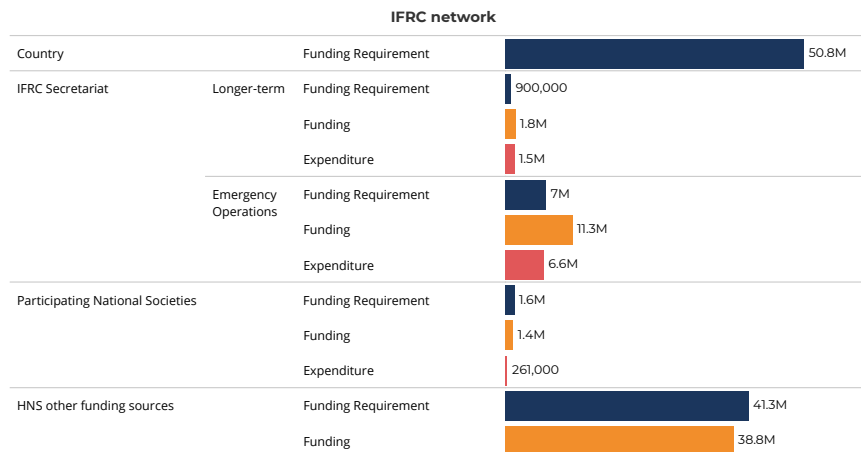 IFRC network
Country Funding Requirement 50.8M
IFRC Secretariat Longer-term Funding Requirement 900,000
Funding 1.8M
Expenditure 1.5M
Emergency Operations Funding Requirement 7M
Funding 11.3M
Expenditure 6.6M
Participating National Societies Funding Requirement 1.6M
Funding 1.4M
Expenditure 261,000
HNS other funding sources Funding Requirement 41.3M
Funding 38.8M